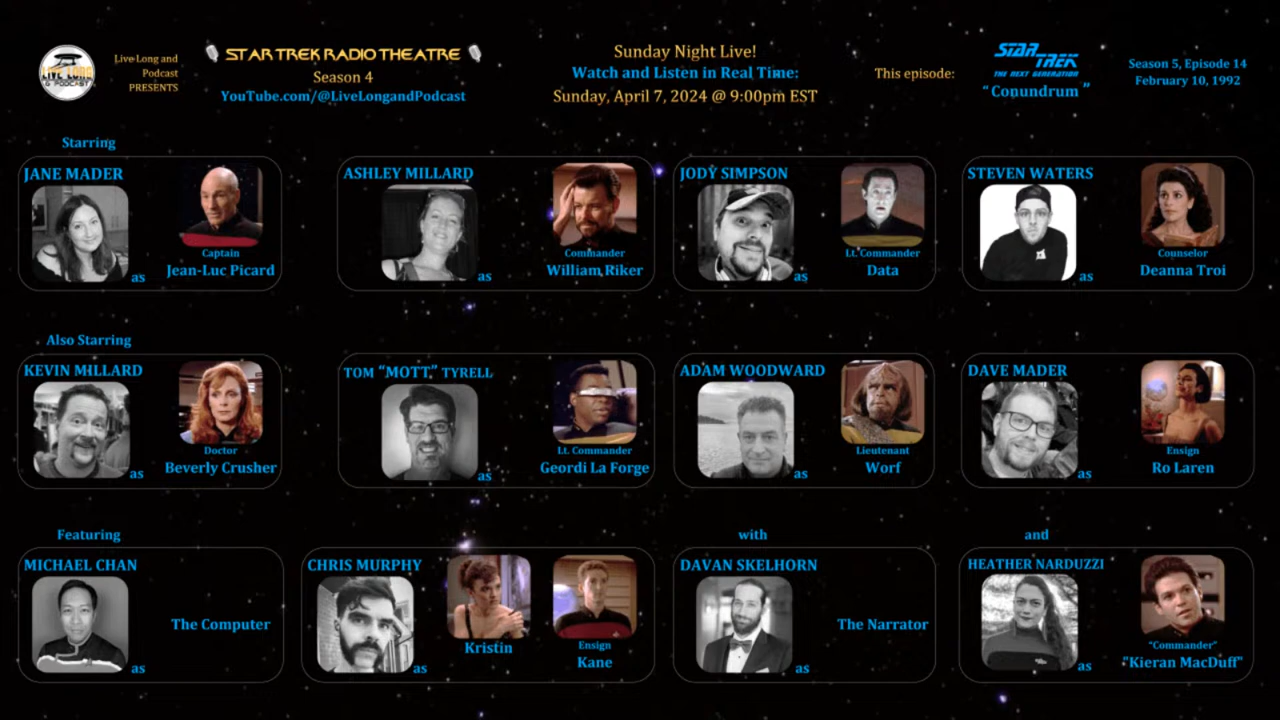 LIVE LONG
& PODCAST
Live Long and
Podcast
PRESENTS
STAR TREK RADIO THEATRE
Season 4
YouTube.com/@LiveLongandPodcast
Sunday Night Live!
Watch and Listen in Real Time:
Sunday, April 7, 2024 @ 9:00pm EST
This episode:
STAR TREK
THE NEXT GENERATION
"Conundrum"
Season 5, Episode 14
February 10, 1992
Starring
JANE MADER
as
Captain
Jean-Luc Picard
ASHLEY MILLARD
as
Commander
William Riker
JODY SIMPSON
as
Lt. Commander
Data
STEVEN WATERS
as
Counselor
Deanna Troi
Also Starring
KEVIN MILLARD
as
Doctor
Beverly Crusher
TOM "MOTT," TYRELL
as
Lt. Commander
Geordi La Forge
ADAM WOODWARD
as
Lieutenant
Worf
DAVE MADER
as
Ensign
Ro Laren
Featuring
MICHAEL CHAN
as
The Computer
CHRIS MURPHY
as
Kristin
Ensign
Kane
with
DAVAN SKELHORN
as
The Narrator
and
HEATHER NARDUZZI
as
"Commander"
"Kieran MacDuff"